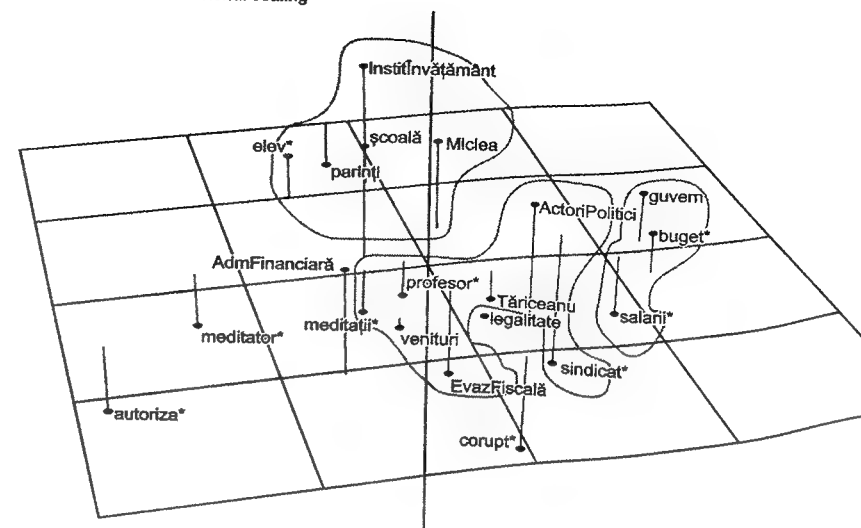 InstitÎnvățământ
elev*
școală
Miclea
parinți
guvern
ActoriPolitici
buget*
AdmFinanciară
profesor*
Tăriceanu
meditații*
legalitate
salarii*
meditator*
venituri
sindicat*
EvazFiscală
autoriza*
corupt*